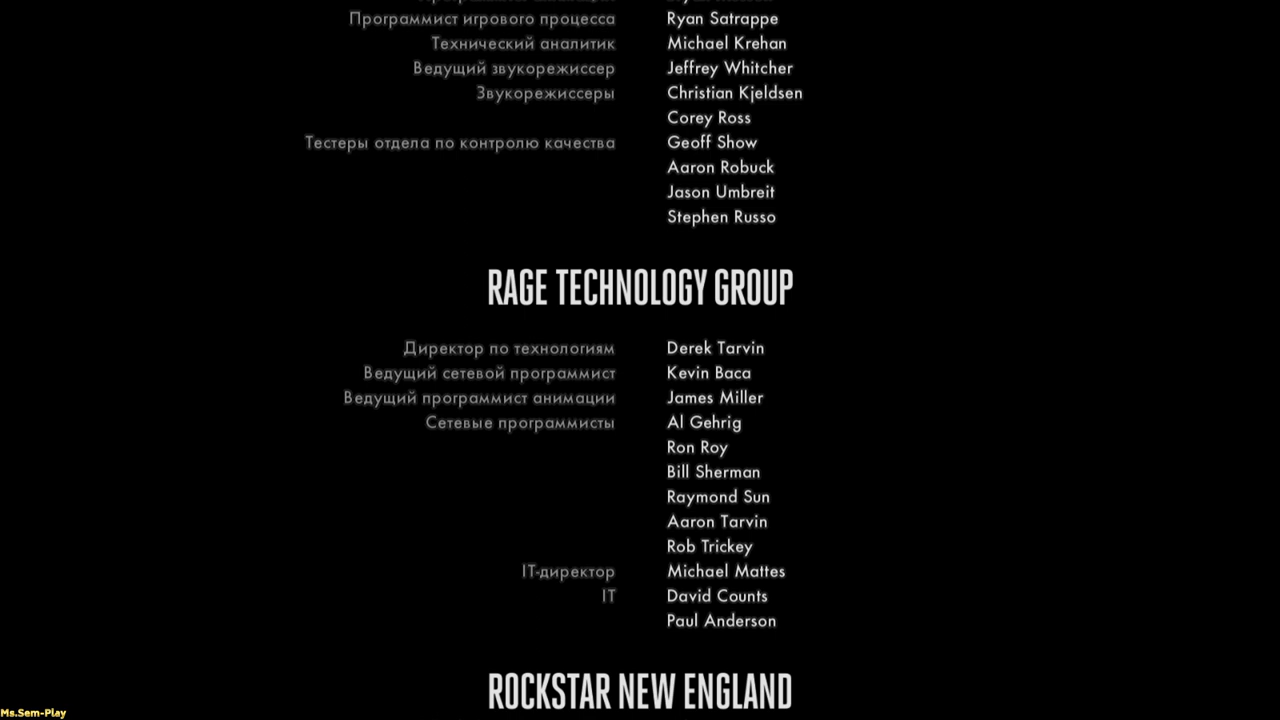 Программист игрового процесса Ryan Satrappe
Технический аналитик Michael Krehan
Ведущий звукорежиссер Jeffrey Whitcher
Звукорежиссеры Christian Kjeldsen
Corey Ross
Тестеры отдела по контролю качества Geoff Show
Aaron Robuck
Jason Umbreit
Stephen Russo
RAGE TECHNOLOGY GROUP
Директор по технологиям Derek Tarvin
Ведущий сетевой программист Kevin Baca
Ведущий программист анимации James Miller
Сетевые программисты Al Gehrig
Ron Roy
Bill Sherman
Raymond Sun
Aaron Tarvin
Rob Trickey
IT-директор Michael Mattes
IT David Counts
Paul Anderson
ROCKSTAR NEW ENGLAND
Ms.Sem-Play